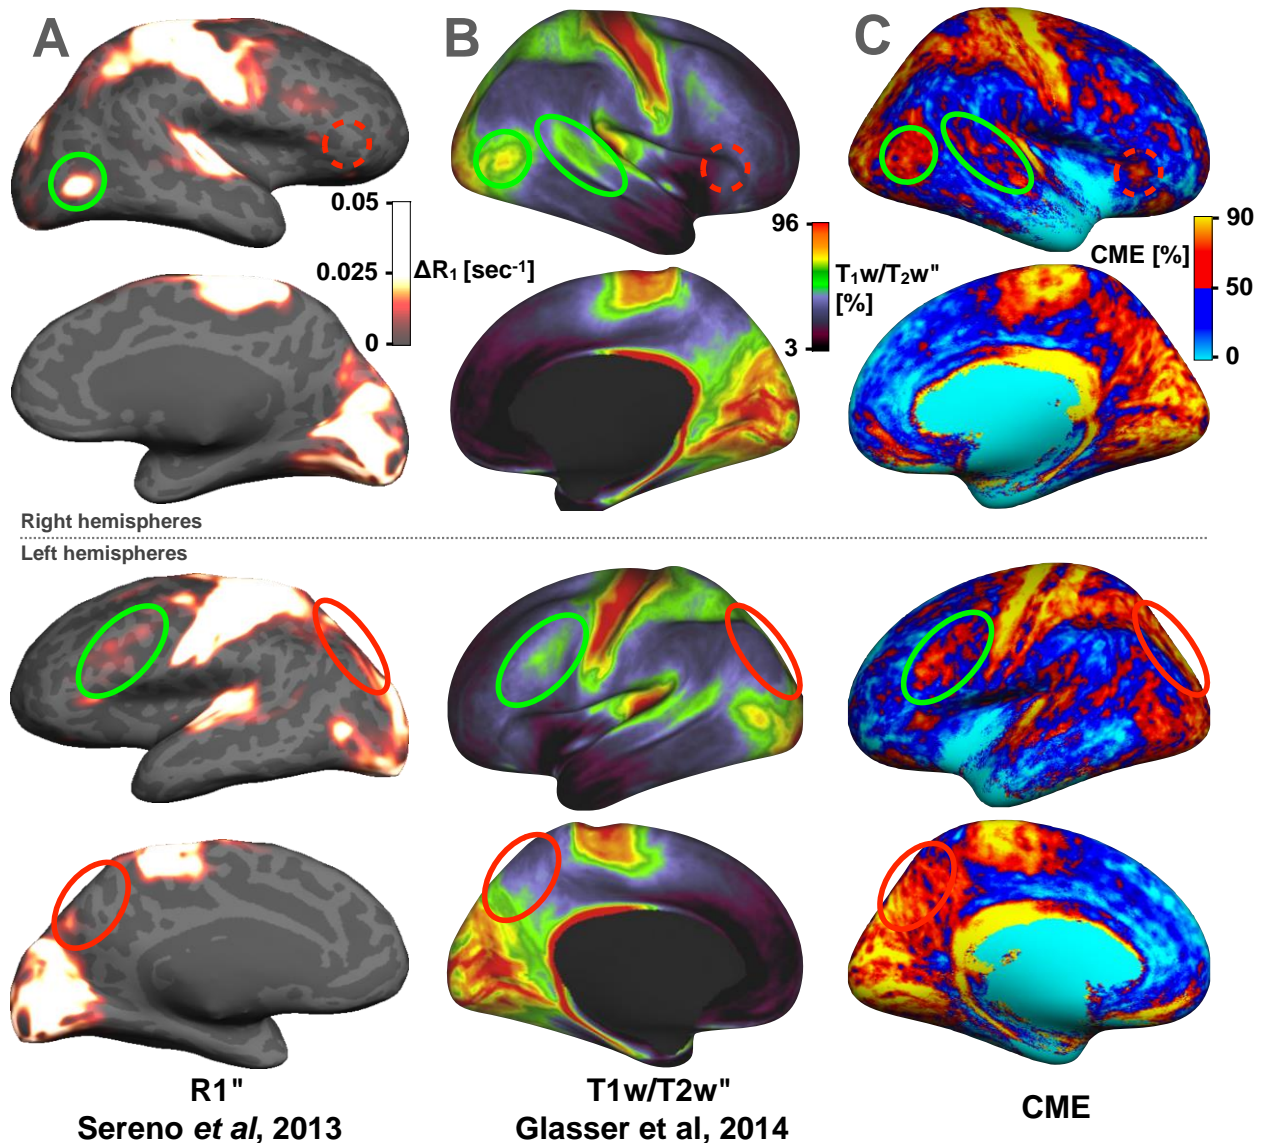 A
B
C
0.05
0.025
0
ΔR₁ [sec⁻¹]
96
T₁w/T₂w"
[%]
3
90
CME [%]
50
0
Right hemispheres
Left hemispheres
R1"
Sereno et al, 2013
T1w/T2w"
Glasser et al, 2014
CME